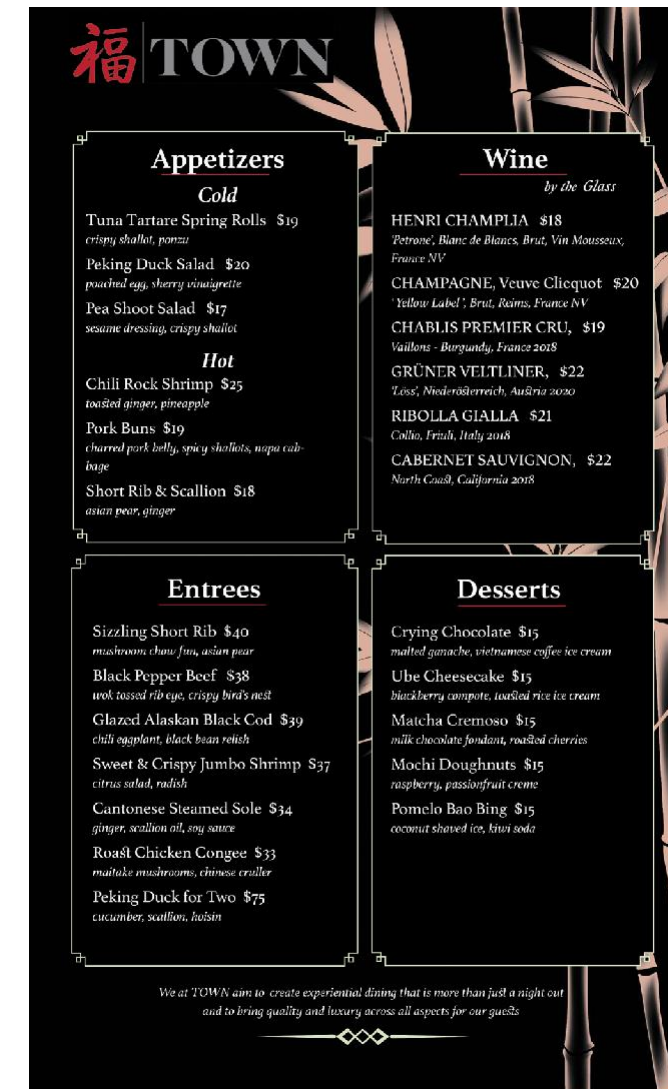 福 TOWN
Appetizers
Cold
Tuna Tartare Spring Rolls $19
crispy shallot, ponzu
Peking Duck Salad $20
poached egg, sherry vinaigrette
Pea Shoot Salad $17
sesame dressing, crispy shallot
Hot
Chili Rock Shrimp $25
toasted ginger, pineapple
Pork Buns $19
charred pork belly, spicy shallots, napa cab-
bage
Short Rib & Scallion $18
asian pear, ginger
Wine
by the Glass
HENRI CHAMPLIA $18
'Petrone', Blanc de Blancs, Brut, Vin Mousseux,
France NV
CHAMPAGNE, Veuve Clicquot $20
'Yellow Label', Brut, Reims, France NV
CHABLIS PREMIER CRU, $19
Vaillons - Burgundy, France 2018
GRÜNER VELTLINER, $22
'Löss', Niederösterreich, Austria 2020
RIBOLLA GIALLA $21
Collio, Friuli, Italy 2018
CABERNET SAUVIGNON, $22
North Coast, California 2018
Entrees
Sizzling Short Rib $40
mushroom chow fun, asian pear
Black Pepper Beef $38
wok tossed rib eye, crispy bird's nest
Glazed Alaskan Black Cod $39
chili eggplant, black bean relish
Sweet & Crispy Jumbo Shrimp $37
citrus salad, radish
Cantonese Steamed Sole $34
ginger, scallion oil, soy sauce
Roast Chicken Congee $33
maitake mushrooms, chinese cruller
Peking Duck for Two $75
cucumber, scallion, hoisin
Desserts
Crying Chocolate $15
malted ganache, vietnamese coffee ice cream
Ube Cheesecake $15
blackberry compote, toasted rice ice cream
Matcha Cremoso $15
milk chocolate fondant, roasted cherries
Mochi Doughnuts $15
raspberry, passionfruit creme
Pomelo Bao Bing $15
coconut shaved ice, kiwi soda
We at TOWN aim to create experiential dining that is more than just a night out
and to bring quality and luxury across all aspects for our guests